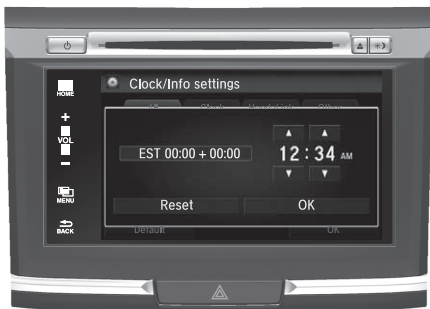 HOME
Clock/Info settings
+
VOL
−
EST 00:00 + 00:00
12:34 AM
MENU
Reset
OK
BACK
Default
OK